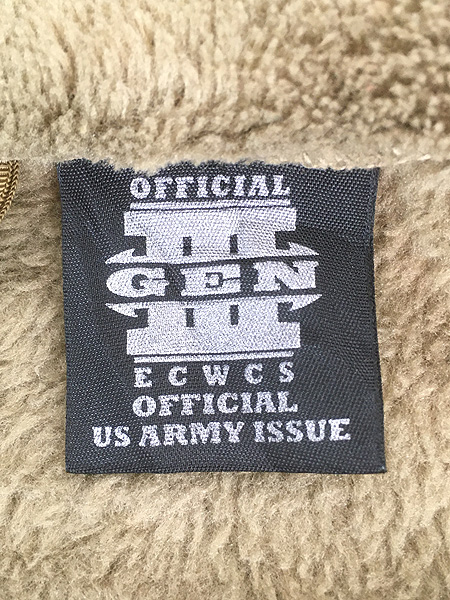 OFFICIAL
III
GEN
ECWCS
OFFICIAL
US ARMY ISSUE